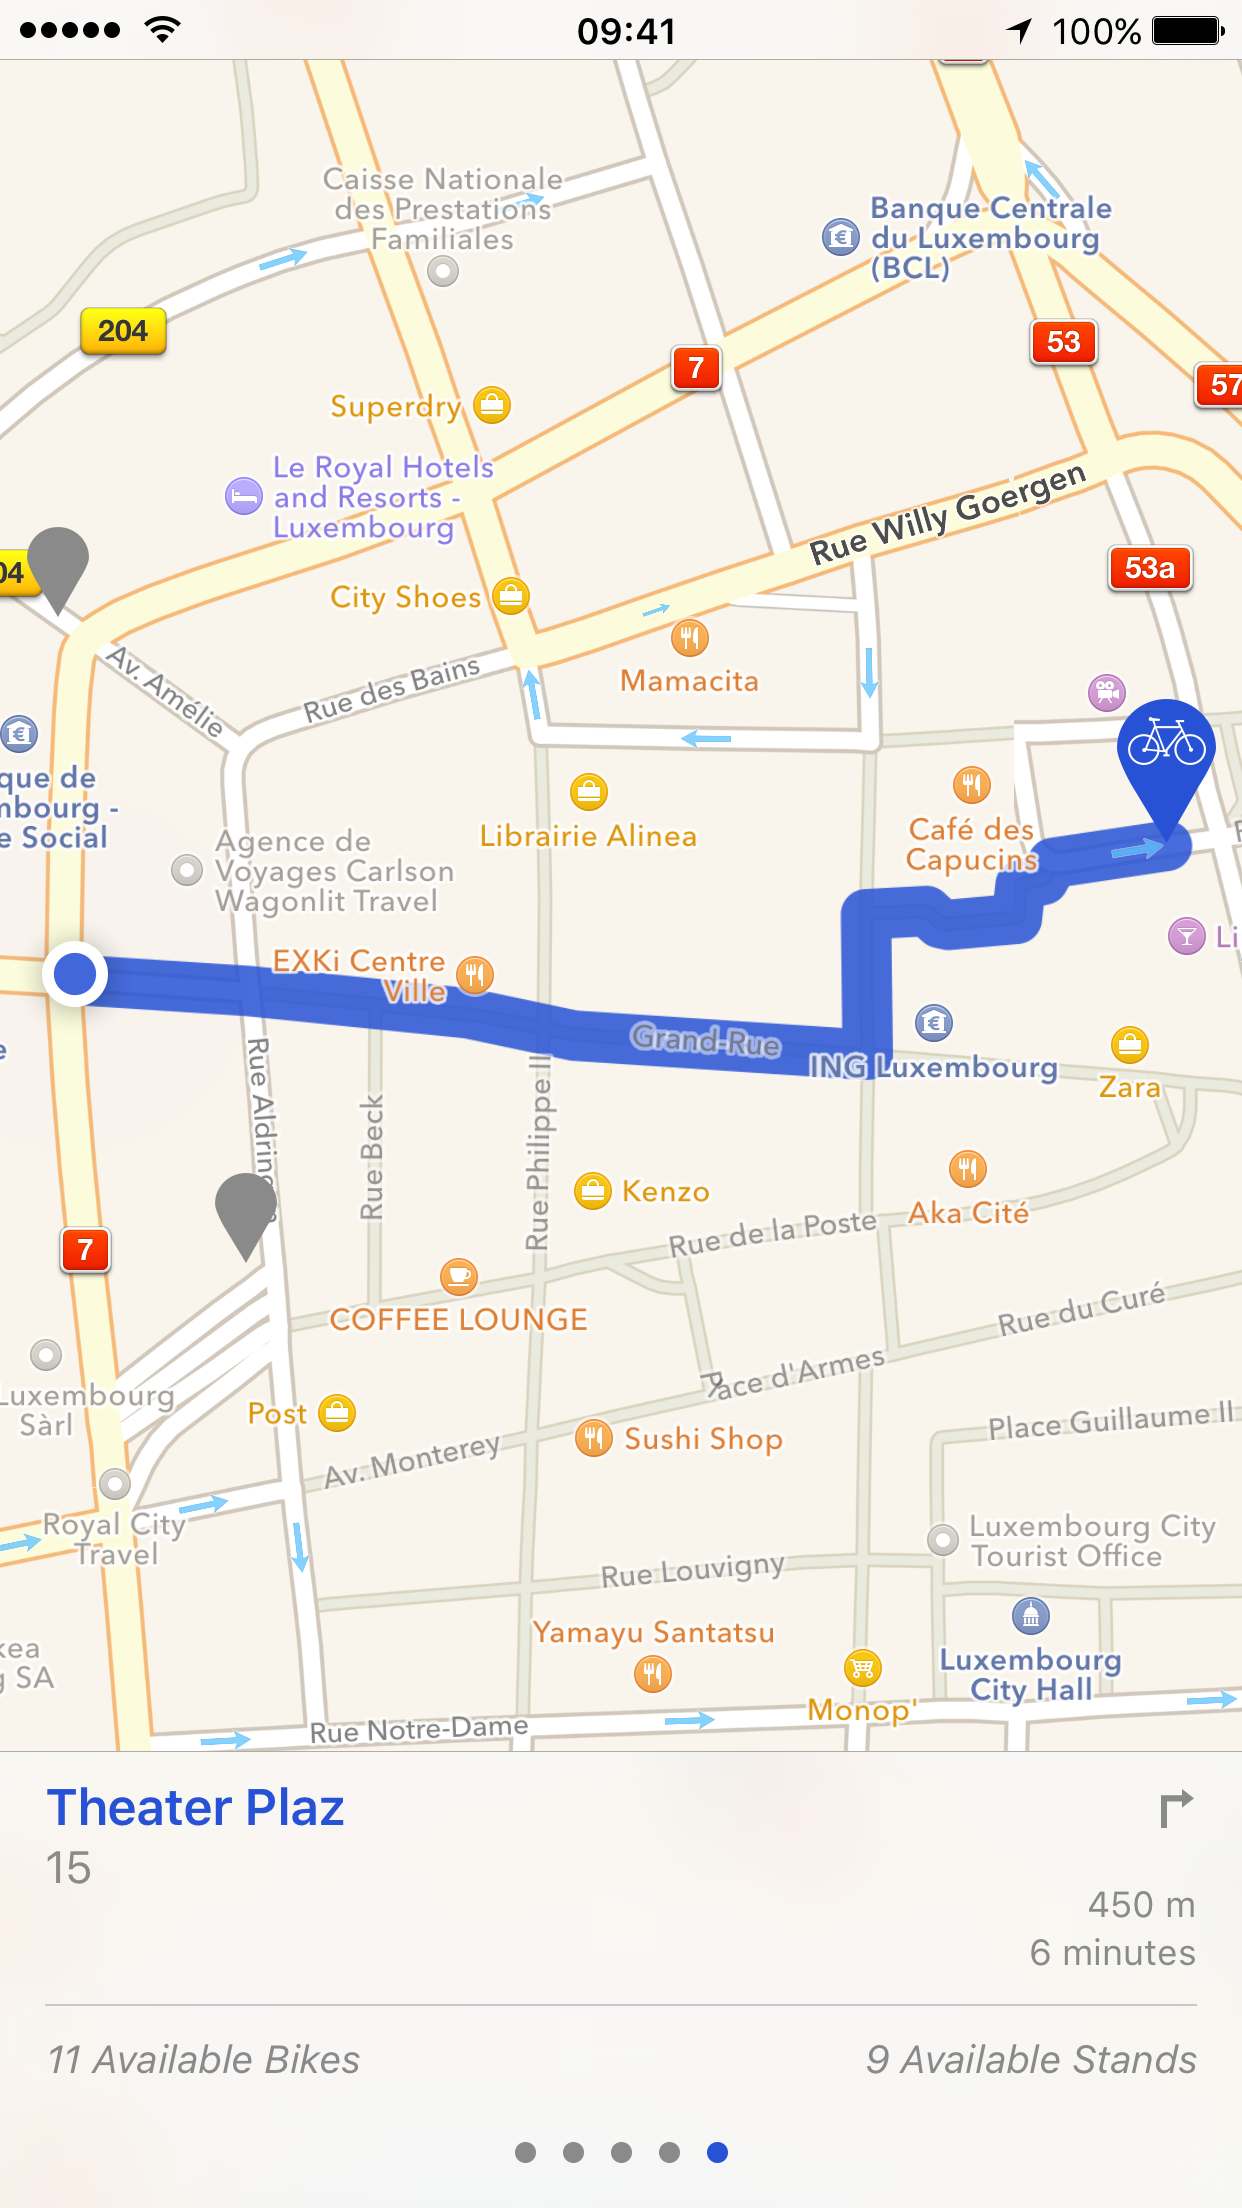 09:41
100%
Caisse Nationale
des Prestations
Familiales
Banque Centrale
du Luxembourg
(BCL)
204
53
7
57
Superdry
Le Royal Hotels
and Resorts -
Luxembourg
Rue Willy Goergen
53a
04
City Shoes
Mamacita
Av. Amélie
Rue des Bains
que de
mbourg -
e Social
Librairie Alinea
Café des
Capucins
Agence de
Voyages Carlson
Wagonlit Travel
Li
EXKi Centre
Ville
Grand-Rue
ING Luxembourg
Zara
e
Rue Aldrin
Rue Beck
Rue Philippe II
Kenzo
Aka Cité
Rue de la Poste
7
COFFEE LOUNGE
Rue du Curé
Luxembourg
Sàrl
Place d'Armes
Post
Sushi Shop
Place Guillaume II
Av. Monterey
Royal City
Travel
Luxembourg City
Tourist Office
Rue Louvigny
Yamayu Santatsu
kea
g SA
Luxembourg
City Hall
Monop'
Rue Notre-Dame
Theater Plaz
15
450 m
6 minutes
11 Available Bikes
9 Available Stands